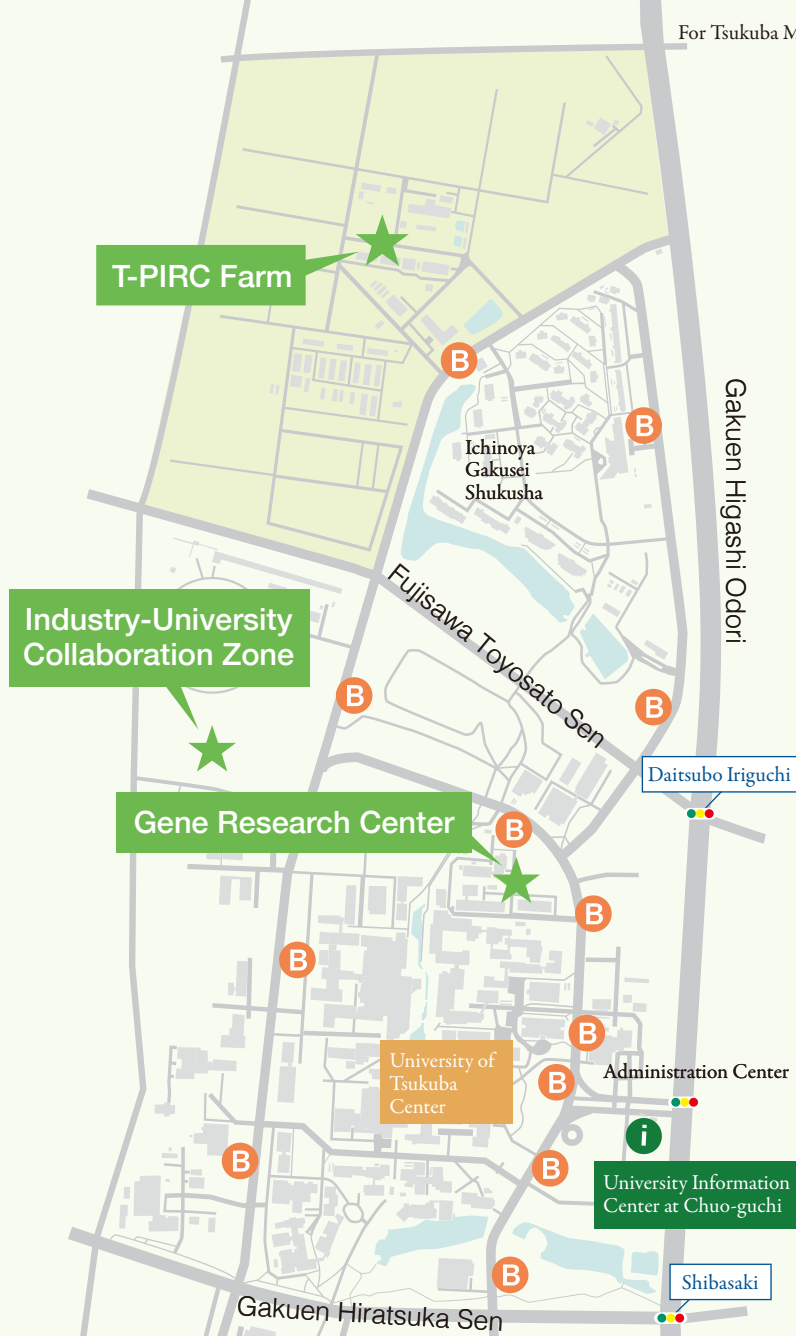 For Tsukuba M
T-PIRC Farm
B
B
Gakuen Higashi Odori
Ichinoya
Gakusei
Shukusha
Fujisawa Toyosato Sen
Industry-University
Collaboration Zone
B
B
Daitsubo Iriguchi
Gene Research Center
B
B
B
B
University of
Tsukuba
Center
B
Administration Center
i
B
B
University Information
Center at Chuo-guchi
B
Shibasaki
Gakuen Hiratsuka Sen